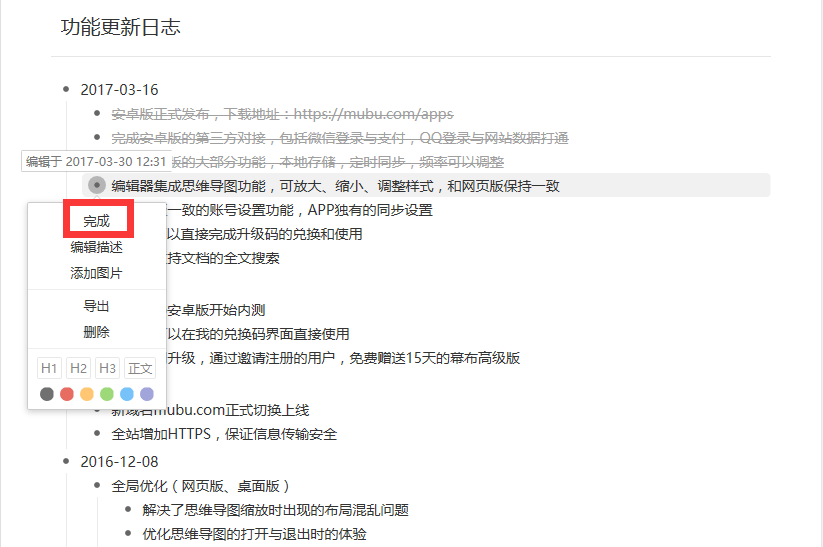 功能更新日志
2017-03-16
安卓版正式发布，下载地址：https://mubu.com/apps
完成安卓版的第三方对接，包括微信登录与支付，QQ登录与网站数据打通
编辑于 2017-03-30 12:31
版的大部分功能，本地存储，定时同步，频率可以调整
编辑器集成思维导图功能，可放大、缩小、调整样式，和网页版保持一致
一致的账号设置功能，APP独有的同步设置
完成
以直接完成升级码的兑换和使用
编辑描述
持文档的全文搜索
添加图片
导出
安卓版开始内测
删除
以在我的兑换码界面直接使用
升级，通过邀请注册的用户，免费赠送15天的幕布高级版
H1 H2 H3 正文
新域名mubu.com正式切换上线
全站增加HTTPS，保证信息传输安全
2016-12-08
全局优化（网页版、桌面版）
解决了思维导图缩放时出现的布局混乱问题
优化思维导图的打开与退出时的体验